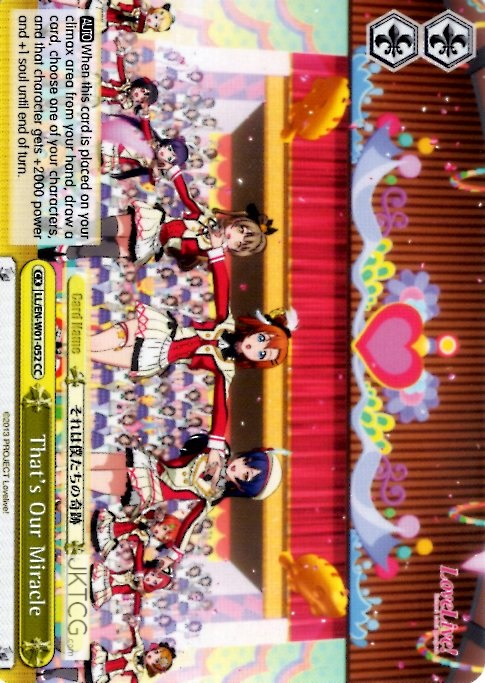 LoveLive!
AUTO When this card is placed on your
climax area from your hand, draw a
card, choose one of your characters,
and that character gets +2000 power
and +1 soul until end of turn.
Card Name
それは僕たちの奇跡
JKTCG.com
CX LL/EN-W01-052 CC
That's Our Miracle
©2013 PROJECT Lovelive!